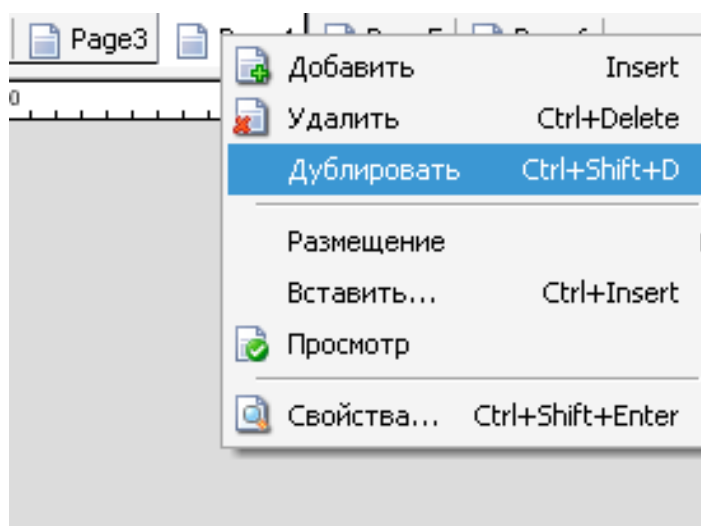 Page3
0
Добавить Insert
Удалить Ctrl+Delete
Дублировать Ctrl+Shift+D
Размещение
Вставить... Ctrl+Insert
Просмотр
Свойства... Ctrl+Shift+Enter